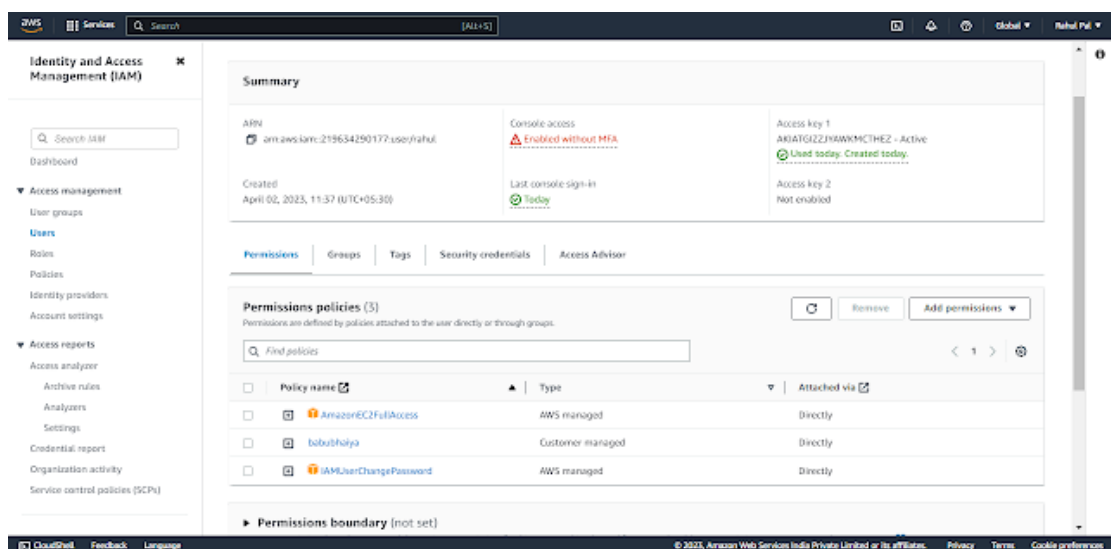 aws Services Search [Alt+S] Global Rahul Pal
Identity and Access Management (IAM)
Search IAM
Dashboard
Access management
User groups
Users
Roles
Policies
Identity providers
Account settings
Access reports
Access analyzer
Archive rules
Analyzers
Settings
Credential report
Organization activity
Service control policies (SCPs)
Summary
ARN
arn:aws:iam::219634290177:user/rahul
Console access
Enabled without MFA
Access key 1
AKIATGIZZJYAWKMCTHEZ - Active
Used today. Created today.
Created
April 02, 2023, 11:37 (UTC+05:30)
Last console sign-in
Today
Access key 2
Not enabled
Permissions Groups Tags Security credentials Access Advisor
Permissions policies (3)
Permissions are defined by policies attached to the user directly or through groups.
Remove Add permissions
Find policies
1
Policy name Type Attached via
AmazonEC2FullAccess AWS managed Directly
babubhaiya Customer managed Directly
IAMUserChangePassword AWS managed Directly
Permissions boundary (not set)
CloudShell Feedback Language © 2023, Amazon Web Services India Private Limited or its affiliates. Privacy Terms Cookie preferences